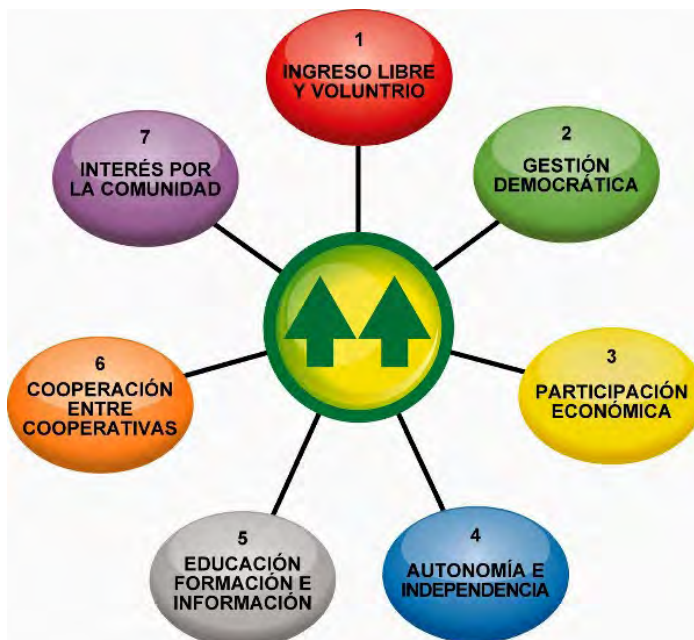 1
INGRESO LIBRE
Y VOLUNTRIO
2
GESTIÓN
DEMOCRÁTICA
3
PARTICIPACIÓN
ECONÓMICA
4
AUTONOMÍA E
INDEPENDENCIA
5
EDUCACIÓN
FORMACIÓN E
INFORMACIÓN
6
COOPERACIÓN
ENTRE
COOPERATIVAS
7
INTERÉS POR
LA COMUNIDAD